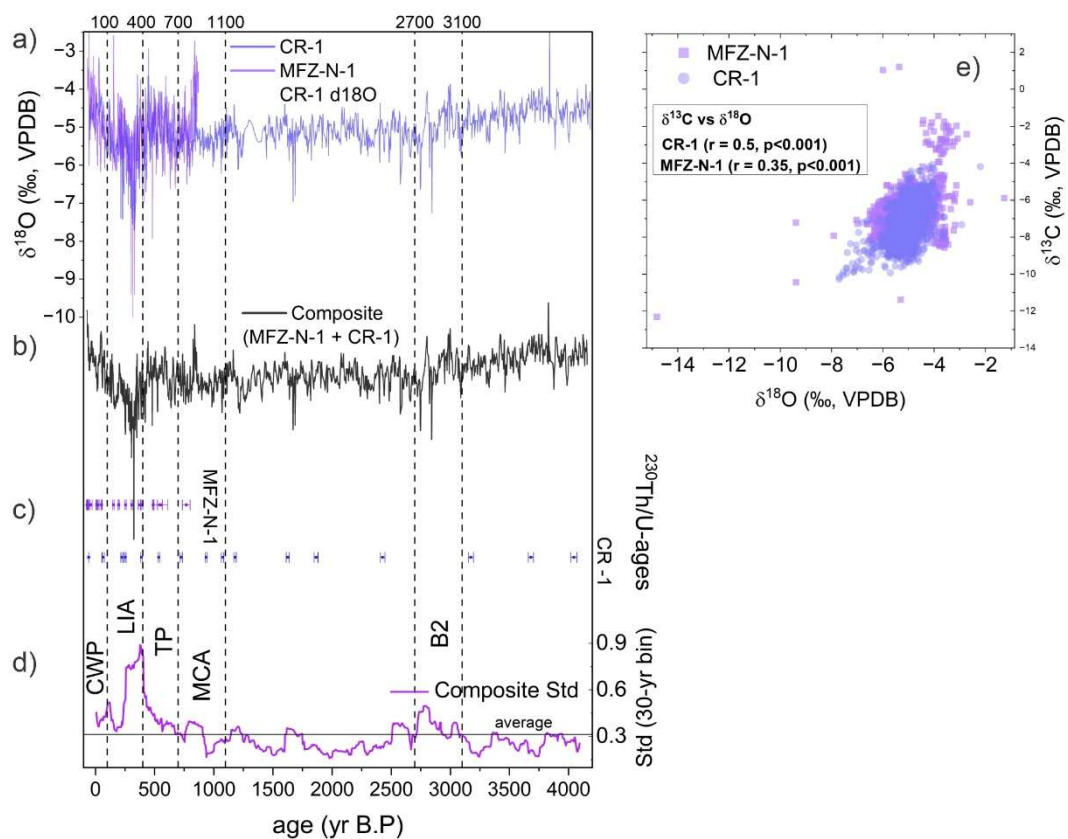 100 400 700 1100 2700 3100
a)
−3
−4
−5
−6
−7
−8
−9
−10
δ18O (‰, VPDB)
CR-1
MFZ-N-1
CR-1 d18O
b)
Composite
(MFZ-N-1 + CR-1)
c)
MFZ-N-1
CR-1
230Th/U-ages
d)
CWP
LIA
TP
MCA
B2
Composite Std
average
0.9
0.6
0.3
Std (30-yr bin)
0 500 1000 1500 2000 2500 3000 3500 4000
age (yr B.P)
e)
MFZ-N-1
CR-1
δ13C vs δ18O
CR-1 (r = 0.5, p<0.001)
MFZ-N-1 (r = 0.35, p<0.001)
2
0
−2
−4
−6
−8
−10
−12
−14
δ13C (‰, VPDB)
−14 −12 −10 −8 −6 −4 −2
δ18O (‰, VPDB)